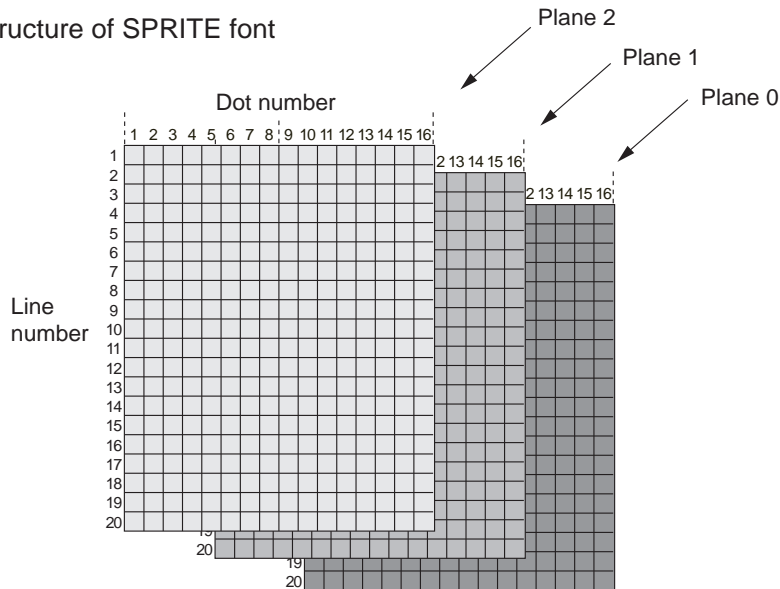 ructure of SPRITE font
Plane 2
Plane 1
Plane 0
Dot number
1 2 3 4 5 6 7 8 9 10 11 12 13 14 15 16
2 13 14 15 16
2 13 14 15 16
Line
number
1
2
3
4
5
6
7
8
9
10
11
12
13
14
15
16
17
18
19
20
19
20
19
20